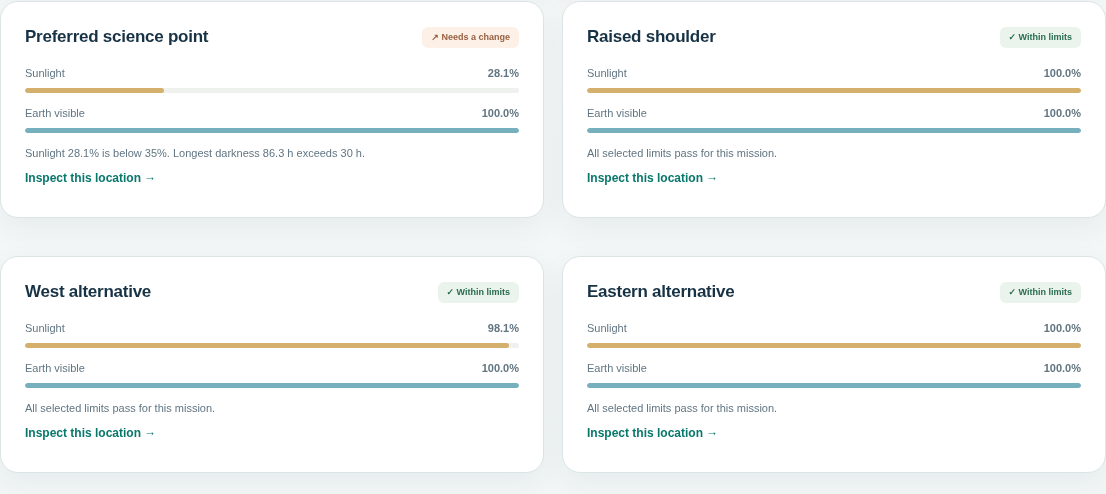 Preferred science point
↗ Needs a change
Sunlight
28.1%
Earth visible
100.0%
Sunlight 28.1% is below 35%. Longest darkness 86.3 h exceeds 30 h.
Inspect this location →
Raised shoulder
✓ Within limits
Sunlight
100.0%
Earth visible
100.0%
All selected limits pass for this mission.
Inspect this location →
West alternative
✓ Within limits
Sunlight
98.1%
Earth visible
100.0%
All selected limits pass for this mission.
Inspect this location →
Eastern alternative
✓ Within limits
Sunlight
100.0%
Earth visible
100.0%
All selected limits pass for this mission.
Inspect this location →